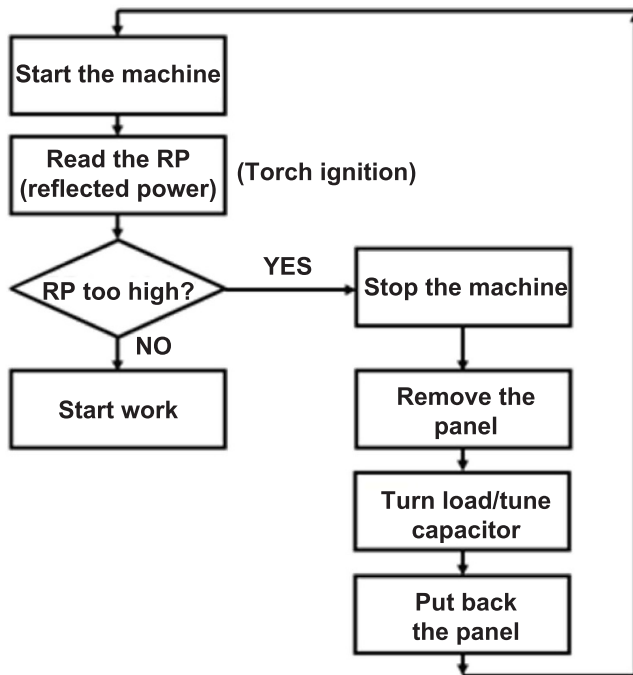 Start the machine
Read the RP
(reflected power)
(Torch ignition)
RP too high?
YES
Stop the machine
NO
Start work
Remove the
panel
Turn load/tune
capacitor
Put back
the panel